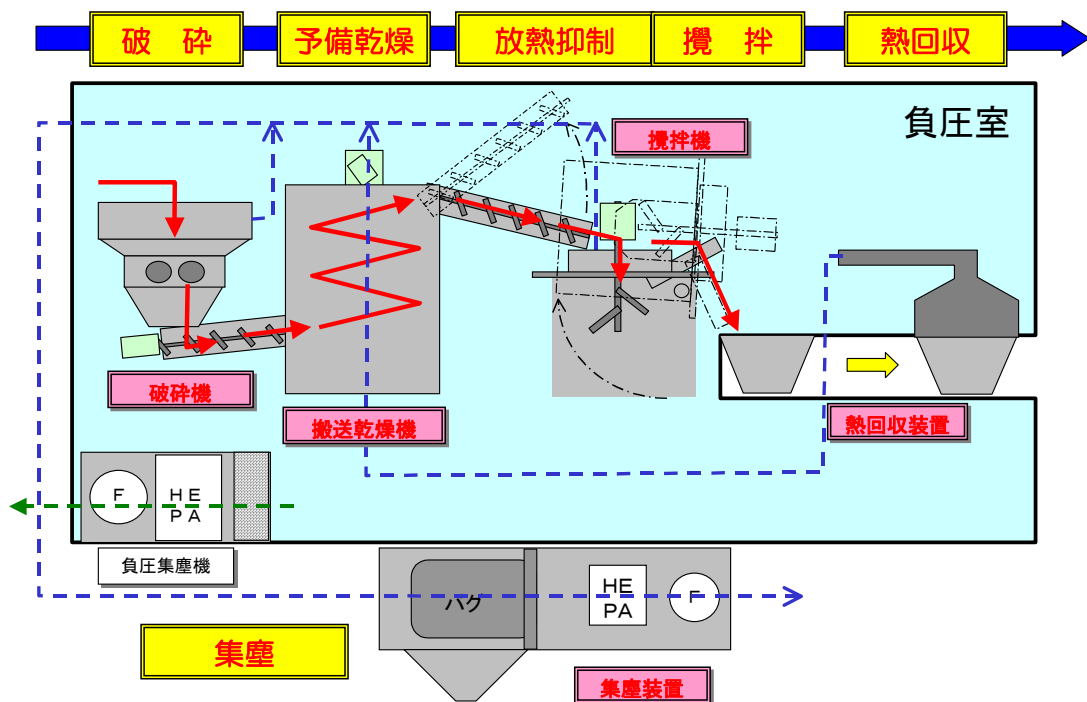 破 砕
予備乾燥
放熱抑制
攪 拌
熱回収
負圧室
攪拌機
破砕機
搬送乾燥機
熱回収装置
F
HE
PA
負圧集塵機
バグ
HE
PA
F
集塵
集塵装置